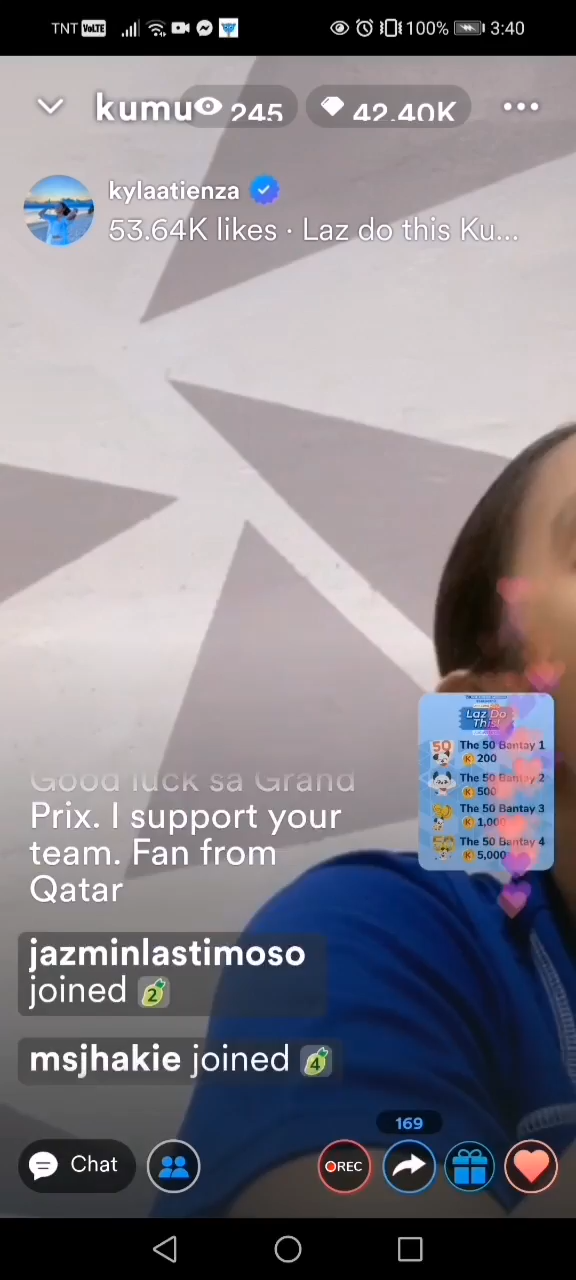 TNT VoLTE 100% 3:40
kumu 245 42.40K
kylaatienza
53.64K likes · Laz do this Ku...
Laz Do
This!
The 50 Bantay 1
200
The 50 Bantay 2
500
The 50 Bantay 3
1,000
The 50 Bantay 4
5,000
Good luck sa Grand
Prix. I support your
team. Fan from
Qatar
jazminlastimoso
joined 2
msjhakie joined 4
169
Chat
REC